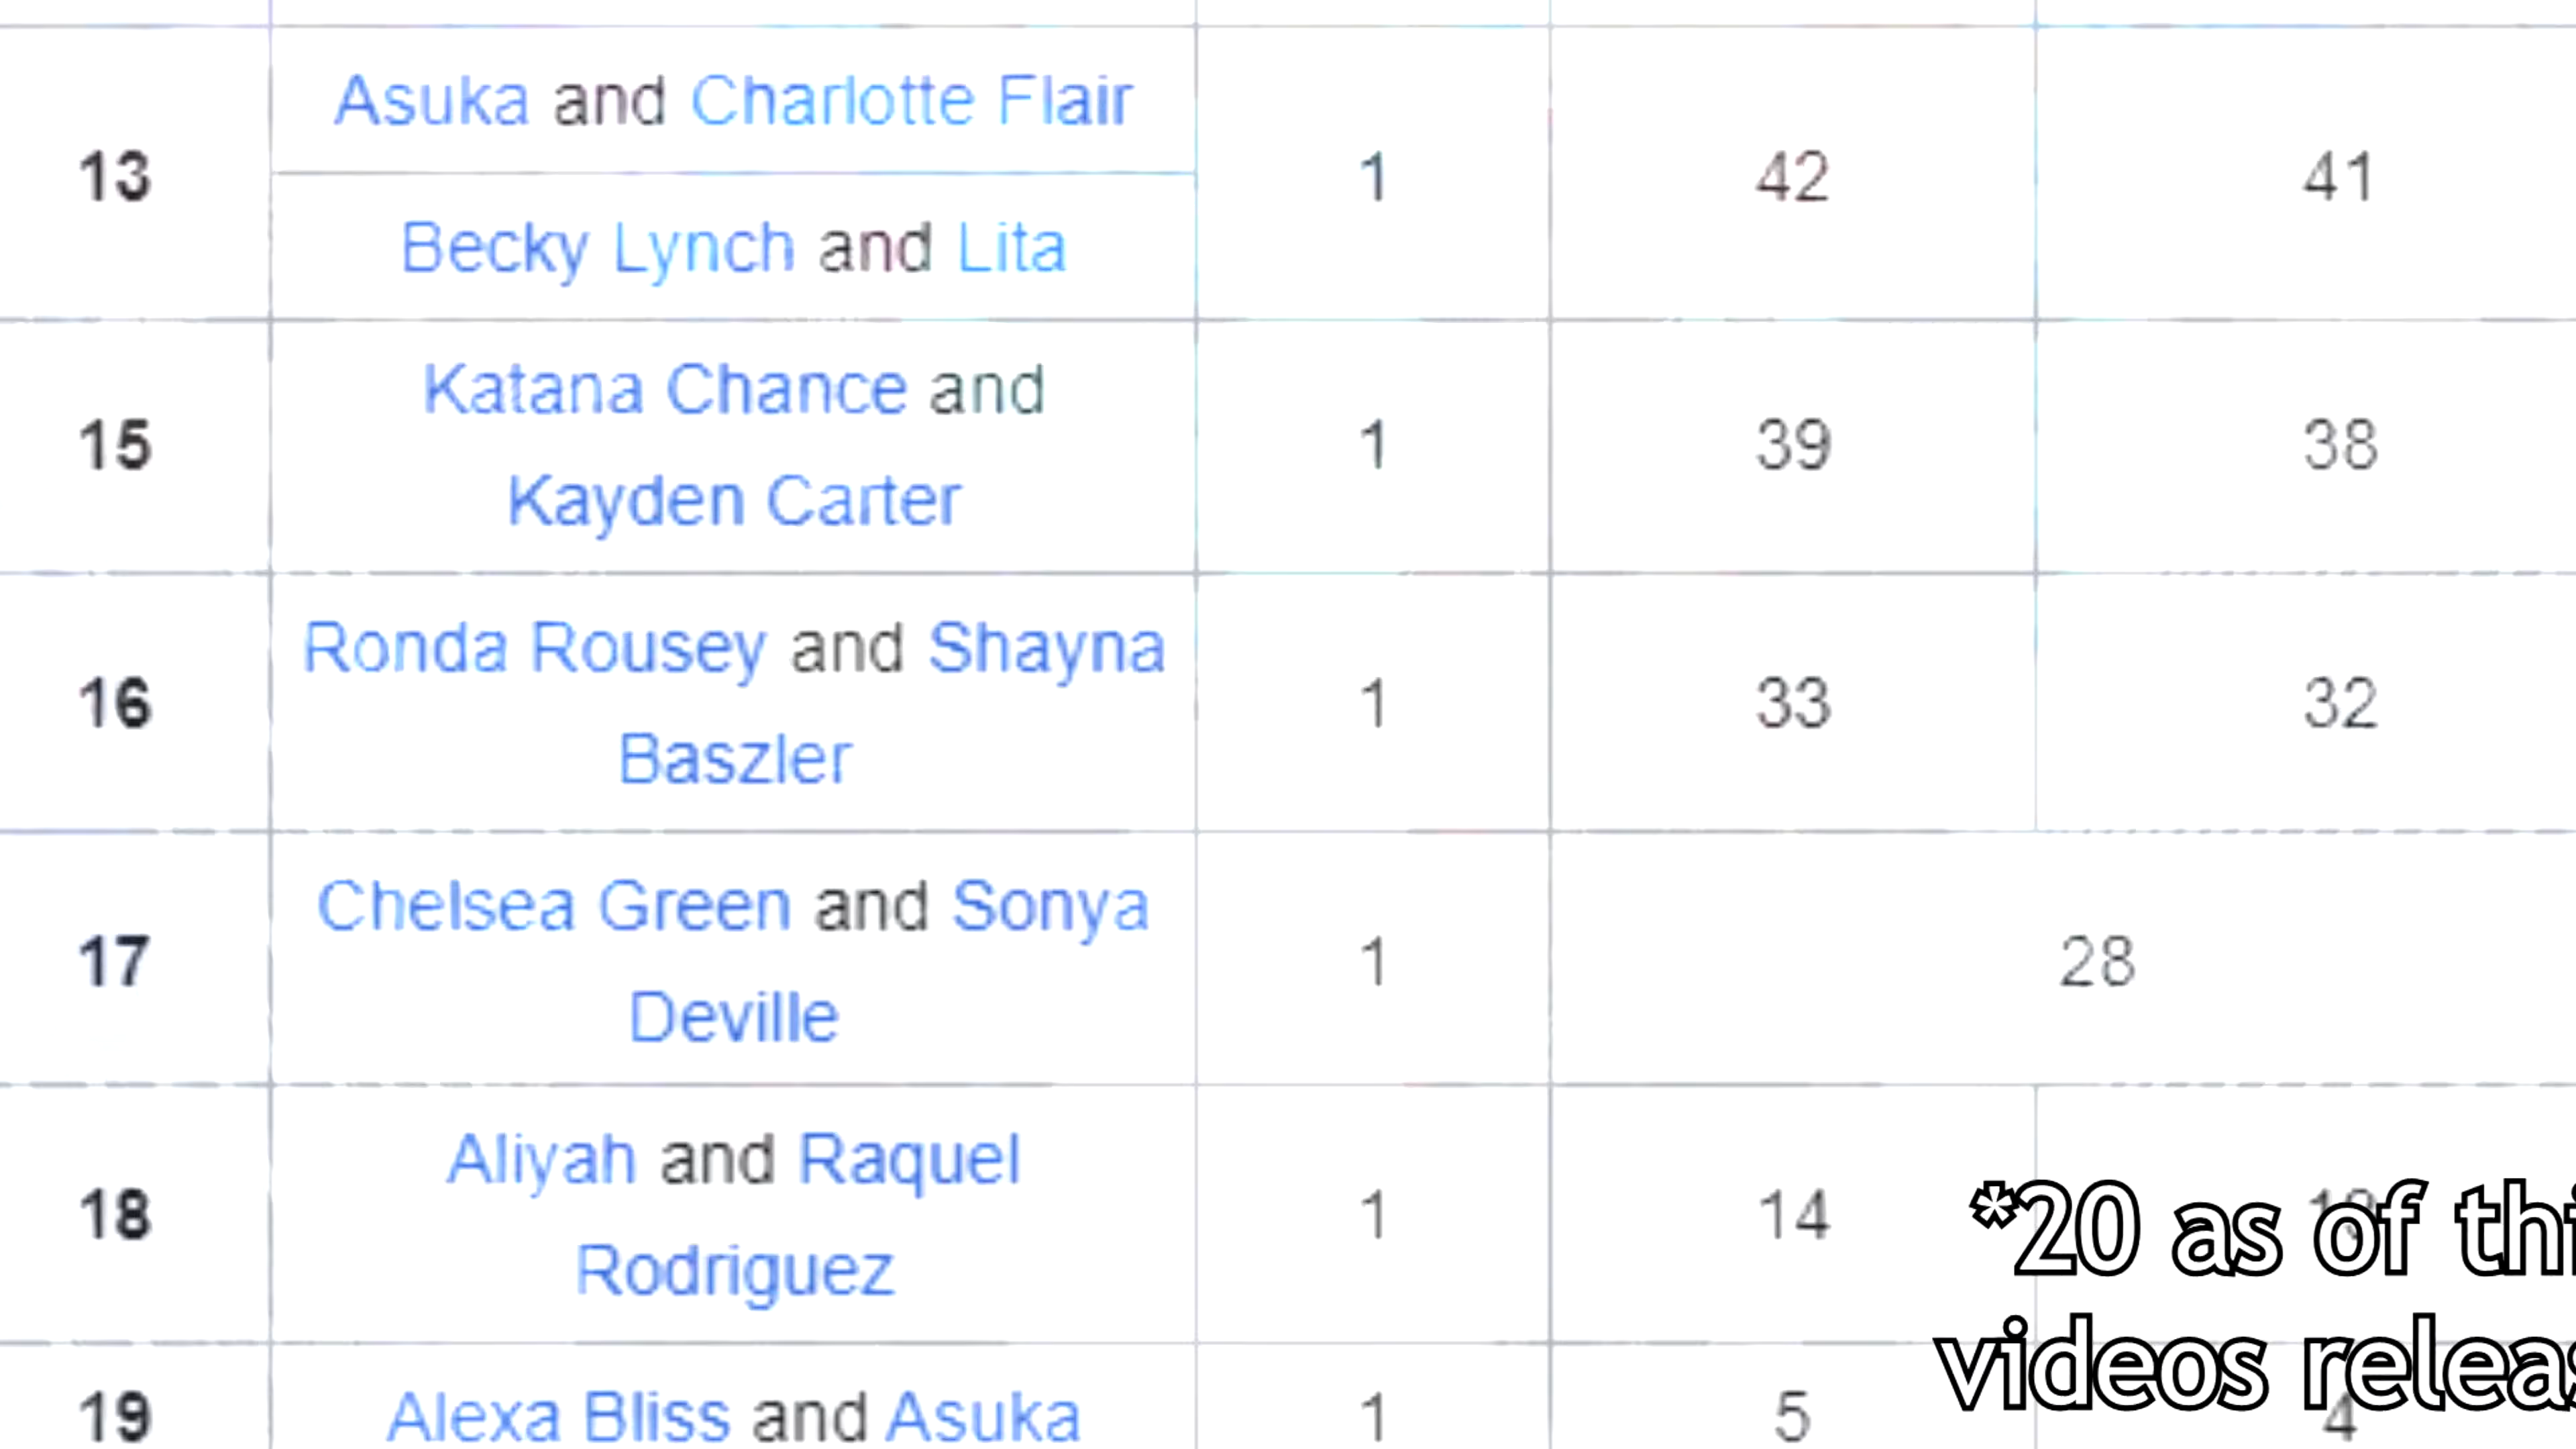 13 Asuka and Charlotte Flair 1 42 41
Becky Lynch and Lita
15 Katana Chance and 1 39 38
Kayden Carter
16 Ronda Rousey and Shayna 1 33 32
Baszler
17 Chelsea Green and Sonya 1 28
Deville
18 Aliyah and Raquel 1 14
Rodriguez
*20 as of thi
videos releas
19 Alexa Bliss and Asuka 1 5 4